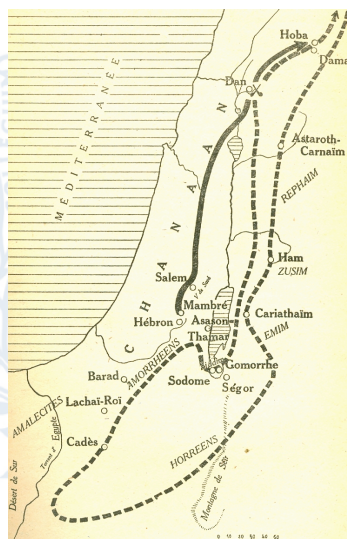 Hoba
Dama
Dan
MÉDITERRANÉE
CHANAAN
Astaroth-
Carnaïm
REPHAIM
Ham
ZUSIM
Salem
Mambré
Hébron
Asason
Thamar
Cariathaïm
EMIM
Gomorrhe
Sodome
Ségor
Barad
AMORRHEENS
Lachaï-Roï
AMALECITES
Cadès
HORREENS
Désert de Sur
Montagne de Séir